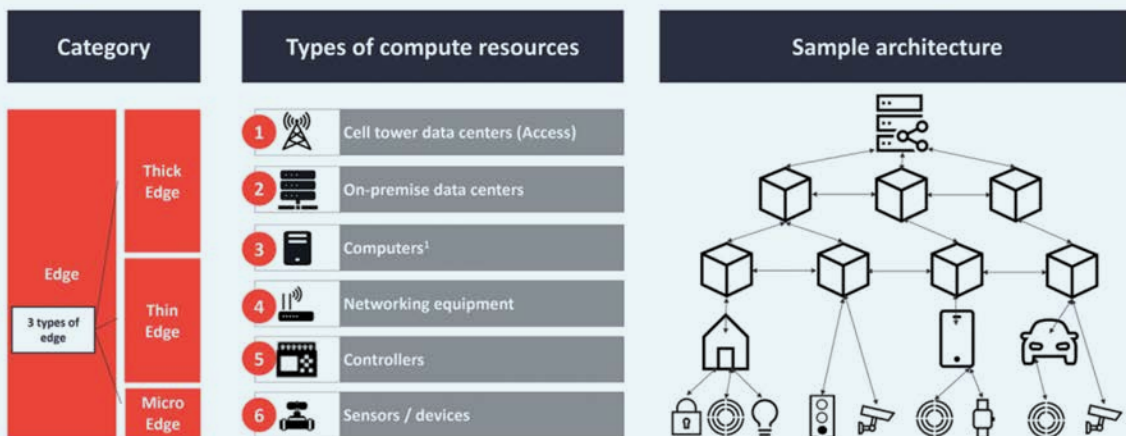 Category
Types of compute resources
Sample architecture
Edge
3 types of
edge
Thick
Edge
Thin
Edge
Micro
Edge
1 Cell tower data centers (Access)
2 On-premise data centers
3 Computers¹
4 Networking equipment
5 Controllers
6 Sensors / devices